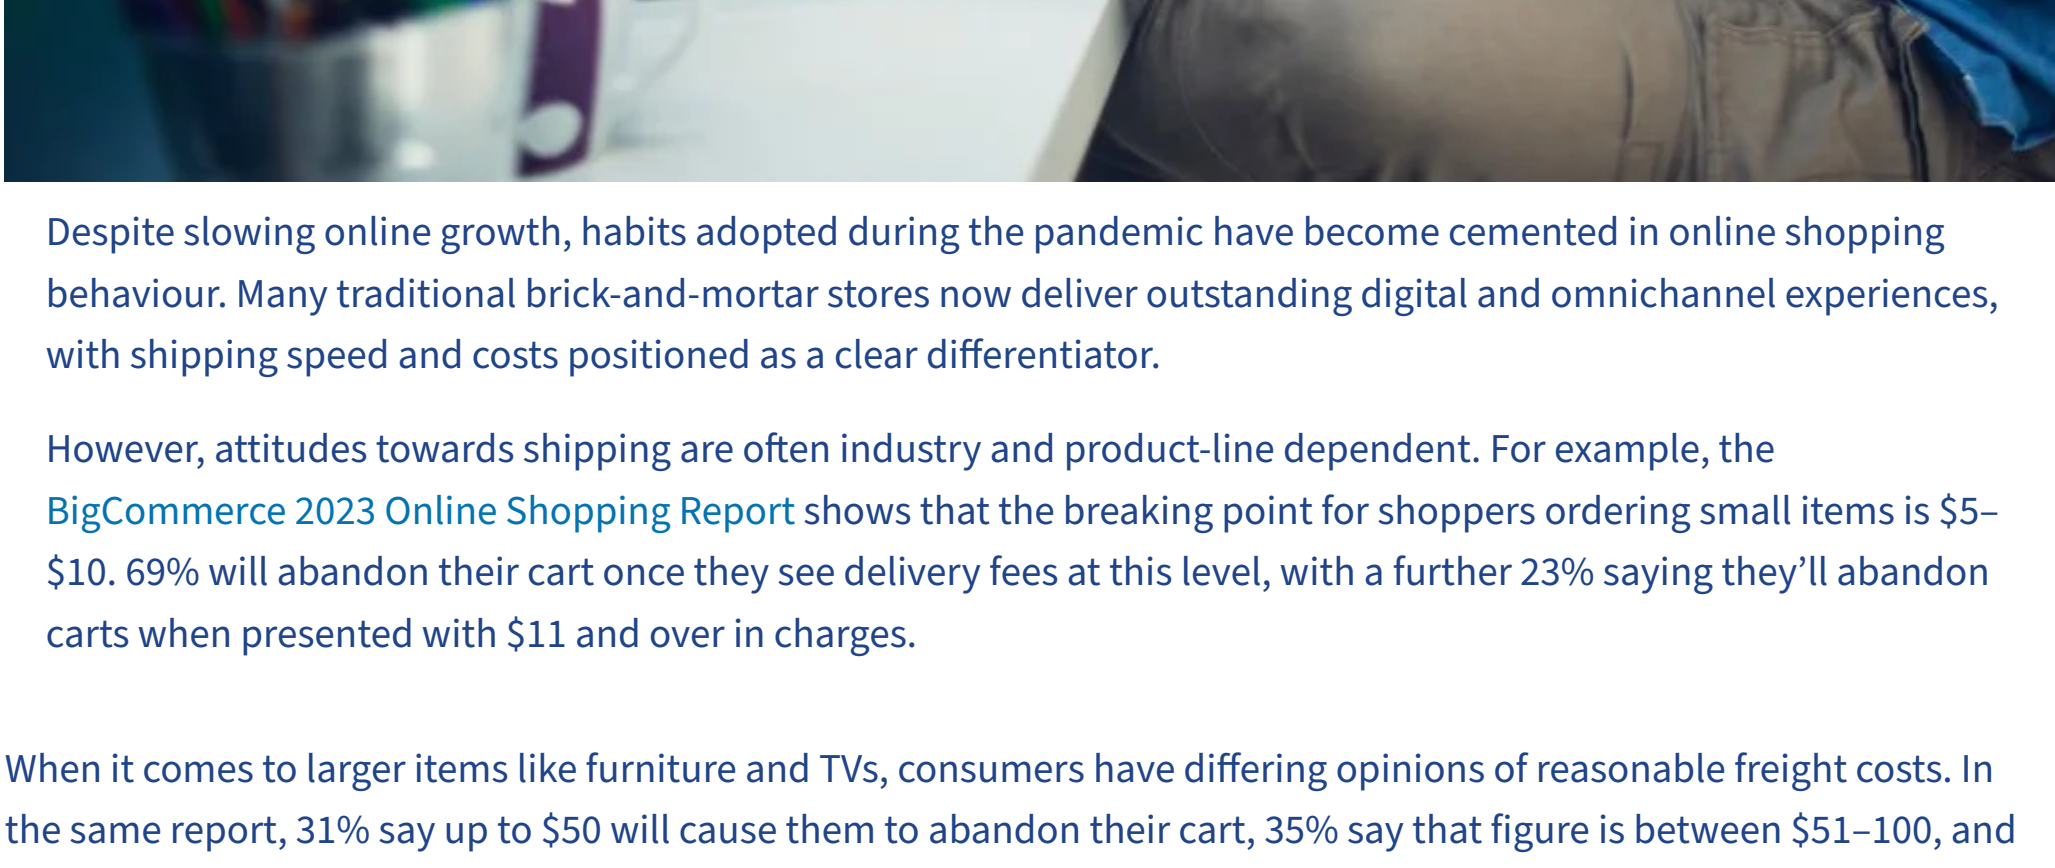 Despite slowing online growth, habits adopted during the pandemic have become cemented in online shopping
behaviour. Many traditional brick-and-mortar stores now deliver outstanding digital and omnichannel experiences,
with shipping speed and costs positioned as a clear differentiator.
However, attitudes towards shipping are often industry and product-line dependent. For example, the
BigCommerce 2023 Online Shopping Report shows that the breaking point for shoppers ordering small items is $5–
$10. 69% will abandon their cart once they see delivery fees at this level, with a further 23% saying they’ll abandon
carts when presented with $11 and over in charges.
When it comes to larger items like furniture and TVs, consumers have differing opinions of reasonable freight costs. In
the same report, 31% say up to $50 will cause them to abandon their cart, 35% say that figure is between $51–100, and